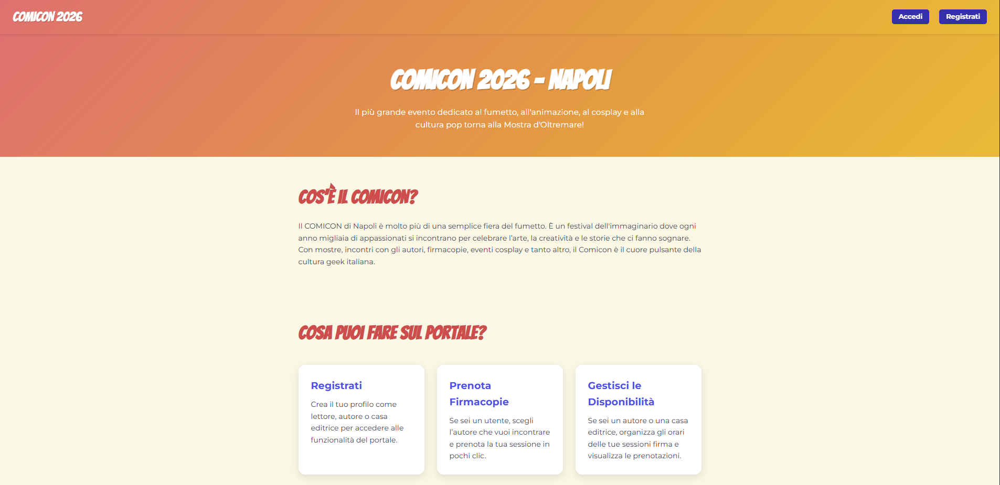 COMICON 2026
Accedi
Registrati
COMICON 2026 - NAPOLI
Il più grande evento dedicato al fumetto, all'animazione, al cosplay e alla
cultura pop torna alla Mostra d'Oltremare!
COS'È IL COMICON?
Il COMICON di Napoli è molto più di una semplice fiera del fumetto. È un festival dell'immaginario dove ogni
anno migliaia di appassionati si incontrano per celebrare l'arte, la creatività e le storie che ci fanno sognare.
Con mostre, incontri con gli autori, firmacopie, eventi cosplay e tanto altro, il Comicon è il cuore pulsante della
cultura geek italiana.
COSA PUOI FARE SUL PORTALE?
Registrati
Crea il tuo profilo come
lettore, autore o casa
editrice per accedere alle
funzionalità del portale.
Prenota
Firmacopie
Se sei un utente, scegli
l'autore che vuoi incontrare
e prenota la tua sessione in
pochi clic.
Gestisci le
Disponibilità
Se sei un autore o una casa
editrice, organizza gli orari
delle tue sessioni firma e
visualizza le prenotazioni.